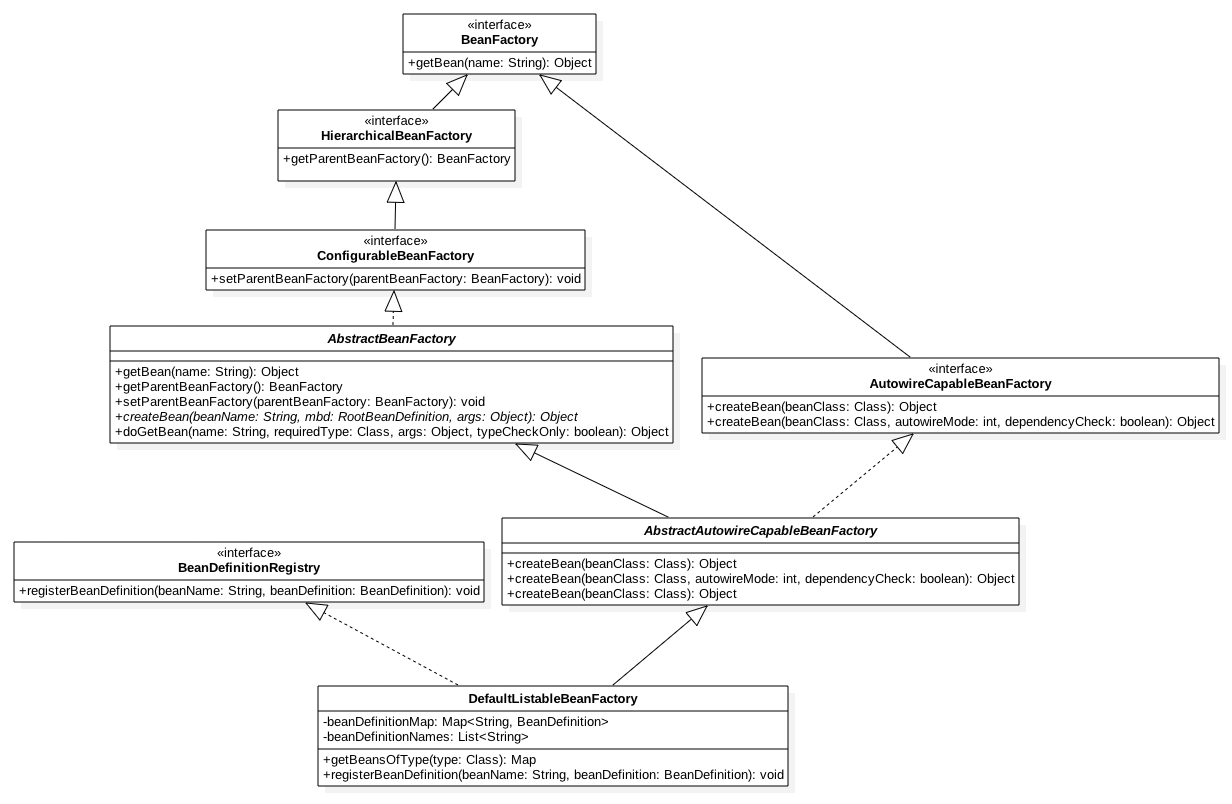 «interface»
BeanFactory
+getBean(name: String): Object
«interface»
HierarchicalBeanFactory
+getParentBeanFactory(): BeanFactory
«interface»
ConfigurableBeanFactory
+setParentBeanFactory(parentBeanFactory: BeanFactory): void
AbstractBeanFactory
+getBean(name: String): Object
+getParentBeanFactory(): BeanFactory
+setParentBeanFactory(parentBeanFactory: BeanFactory): void
+createBean(beanName: String, mbd: RootBeanDefinition, args: Object): Object
+doGetBean(name: String, requiredType: Class, args: Object, typeCheckOnly: boolean): Object
«interface»
AutowireCapableBeanFactory
+createBean(beanClass: Class): Object
+createBean(beanClass: Class, autowireMode: int, dependencyCheck: boolean): Object
AbstractAutowireCapableBeanFactory
+createBean(beanClass: Class): Object
+createBean(beanClass: Class, autowireMode: int, dependencyCheck: boolean): Object
+createBean(beanClass: Class): Object
«interface»
BeanDefinitionRegistry
+registerBeanDefinition(beanName: String, beanDefinition: BeanDefinition): void
DefaultListableBeanFactory
-beanDefinitionMap: Map<String, BeanDefinition>
-beanDefinitionNames: List<String>
+getBeansOfType(type: Class): Map
+registerBeanDefinition(beanName: String, beanDefinition: BeanDefinition): void